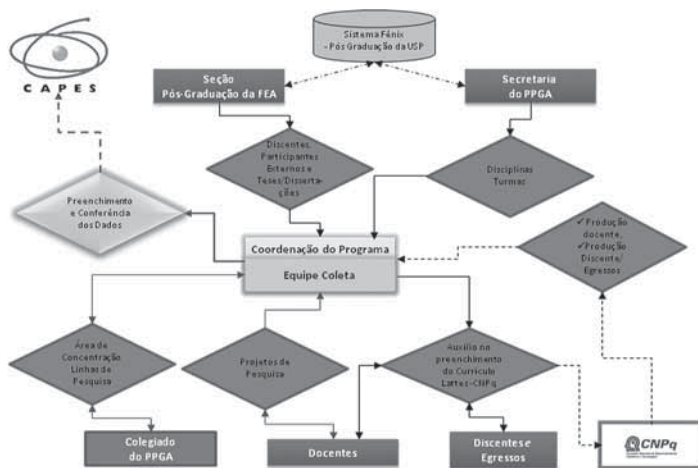 Sistema Fênix
- Pós Graduação da USP
CAPES
Seção
Pós-Graduação da FEA
Secretaria
do PPGA
Discentes,
Participantes
Externos e
Teses/Disserta-
ções
Disciplinas
Turmas
Preenchimento
e Conferência
dos Dados
Coordenação do Programa
Equipe Coleta
✓Produção
docente,
✓Produção
Discente/
Egressos
Área de
Concentração
Linhas de
Pesquisa
Projetos de
Pesquisa
Auxílio no
preenchimento
do Currículo
Lattes-CNPq
Colegiado
do PPGA
Docentes
Discentes e
Egressos
CNPq